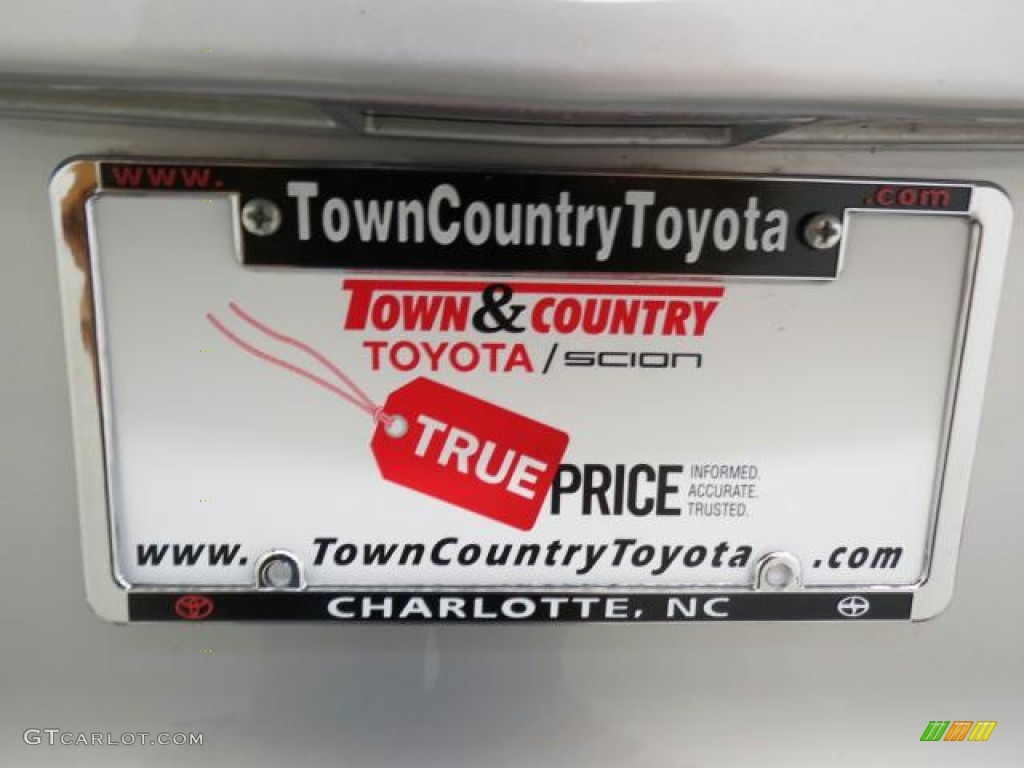 www. .com
TownCountryToyota
TOWN & COUNTRY
TOYOTA / SCION
TRUE
PRICE
INFORMED.
ACCURATE.
TRUSTED.
www. TownCountryToyota .com
CHARLOTTE, NC
GTCARLOT.COM